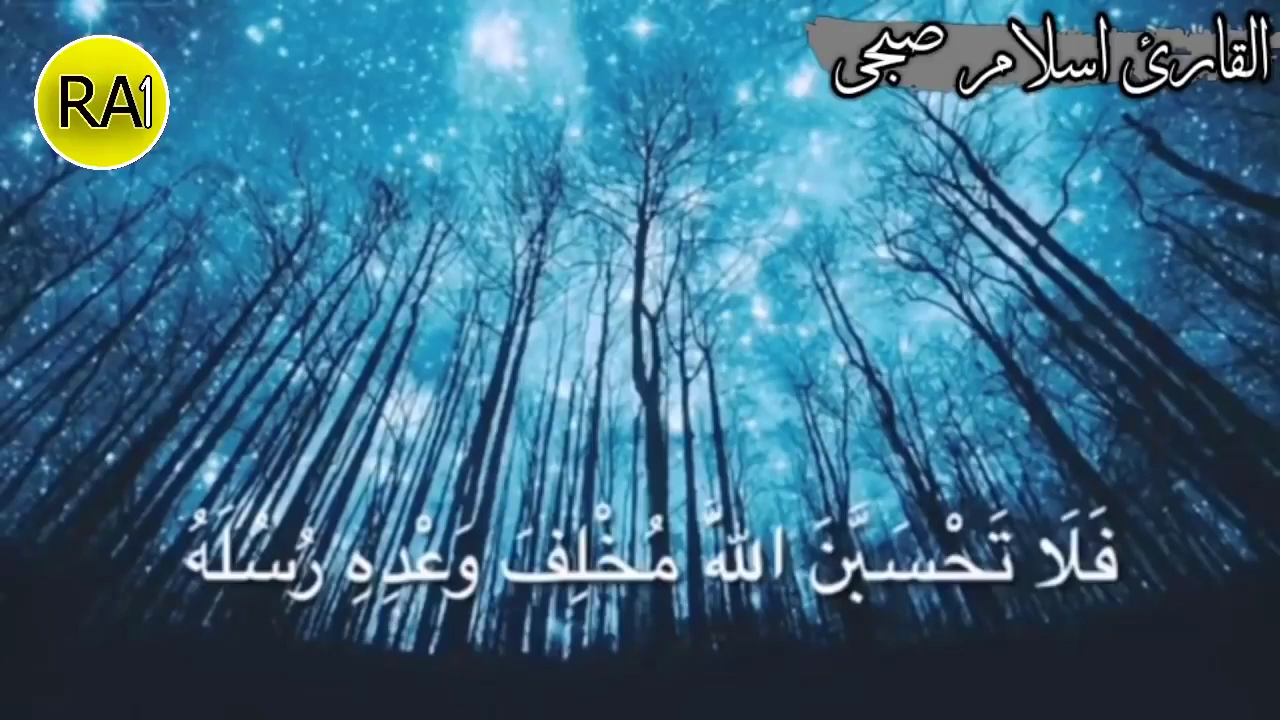 القارئ اسلام صبحى
RA1
فَلَا تَحْسَبَنَّ اللَّهَ مُخْلِفَ وَعْدِهِ رُسُلَهُ